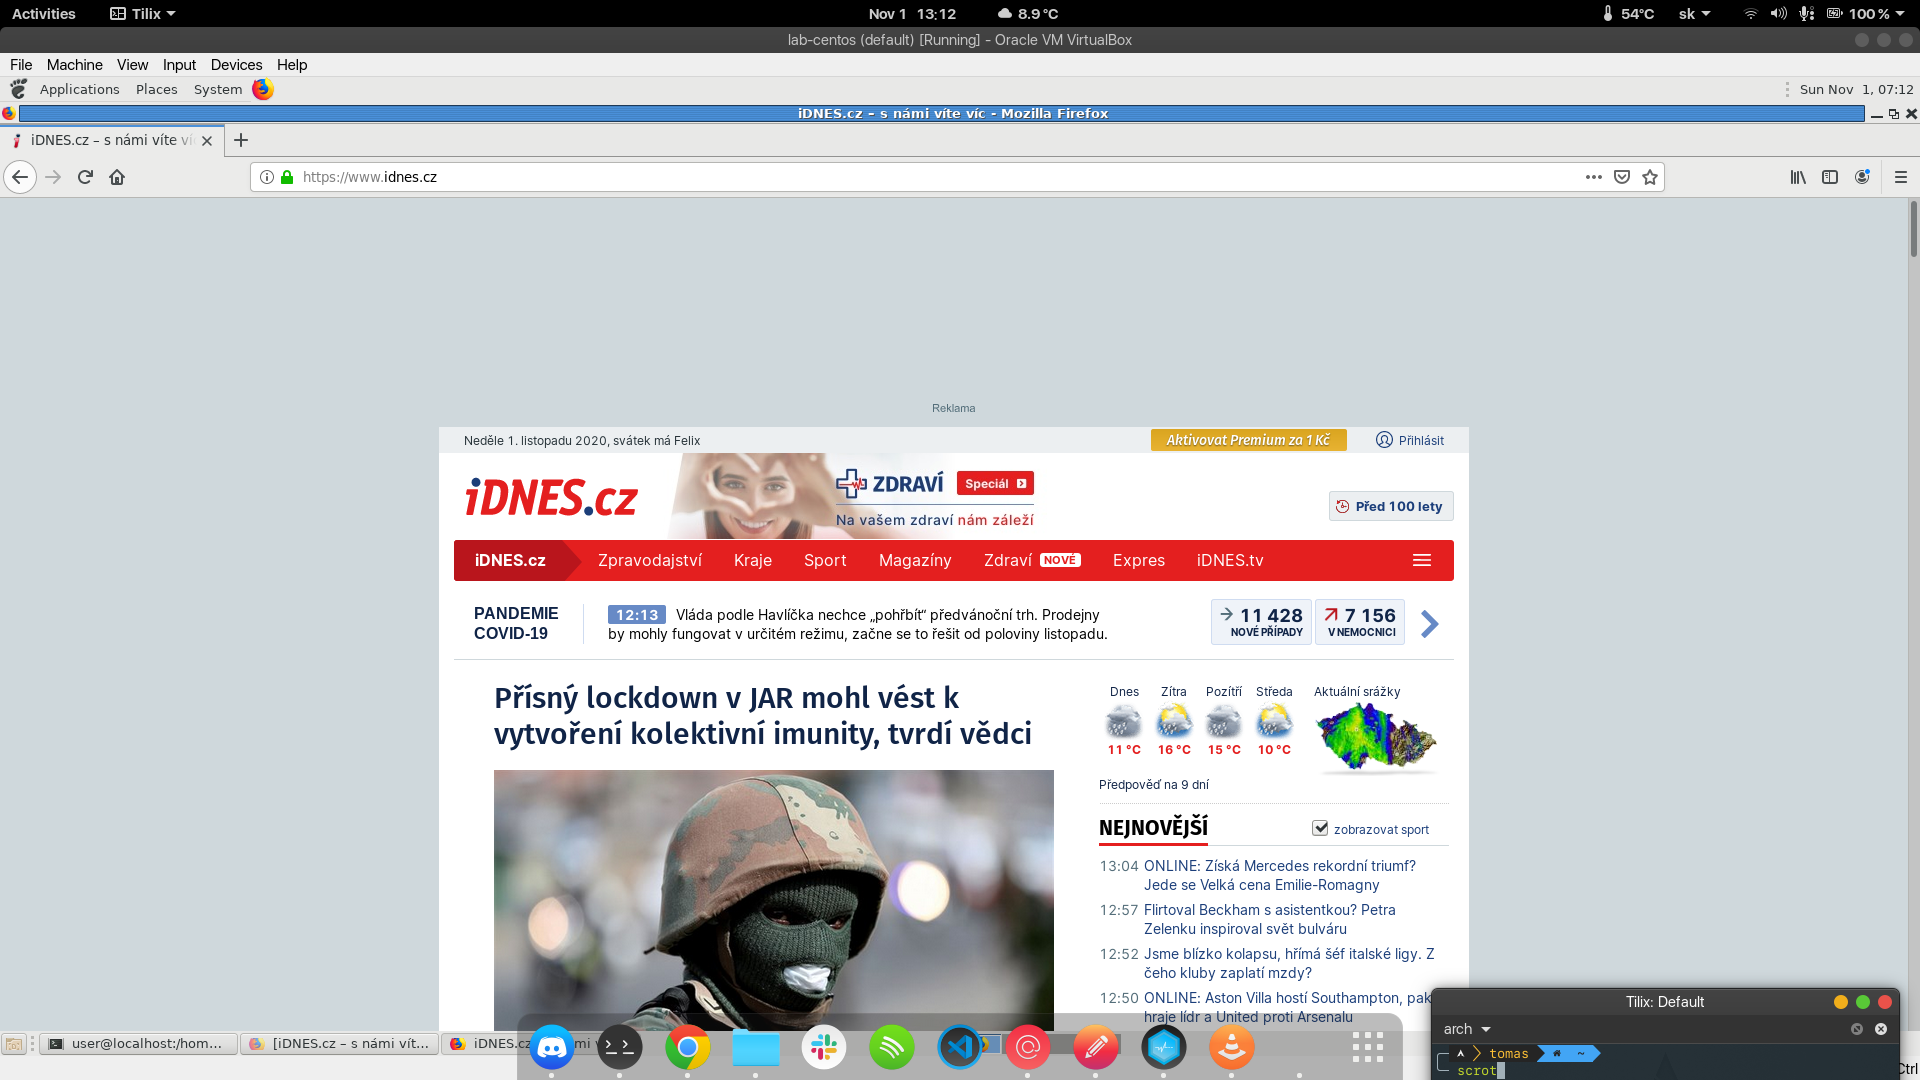 Activities Tilix Nov 1 13:12 8.9 °C 54°C sk 100 %
lab-centos (default) [Running] - Oracle VM VirtualBox
File Machine View Input Devices Help
Applications Places System Sun Nov 1, 07:12
iDNES.cz – s námi víte víc - Mozilla Firefox
iDNES.cz – s námi víte ví
https://www.idnes.cz
Reklama
Neděle 1. listopadu 2020, svátek má Felix Aktivovat Premium za 1 Kč Přihlásit
iDNES.cz ZDRAVÍ Speciál
Na vašem zdraví nám záleží
Před 100 lety
iDNES.cz Zpravodajství Kraje Sport Magazíny Zdraví NOVÉ Expres iDNES.tv
PANDEMIE
COVID-19
12:13 Vláda podle Havlíčka nechce „pohřbít“ předvánoční trh. Prodejny
by mohly fungovat v určitém režimu, začne se to řešit od poloviny listopadu.
11 428
NOVÉ PŘÍPADY
7 156
V NEMOCNICI
Přísný lockdown v JAR mohl vést k
vytvoření kolektivní imunity, tvrdí vědci
Dnes Zítra Pozítří Středa Aktuální srážky
11 °C 16 °C 15 °C 10 °C
Předpověď na 9 dní
NEJNOVĚJŠÍ zobrazovat sport
13:04 ONLINE: Získá Mercedes rekordní triumf?
Jede se Velká cena Emilie-Romagny
12:57 Flirtoval Beckham s asistentkou? Petra
Zelenku inspiroval svět bulváru
12:52 Jsme blízko kolapsu, hřímá šéf italské ligy. Z
čeho kluby zaplatí mzdy?
12:50 ONLINE: Aston Villa hostí Southampton, pak
hraje lídr a United proti Arsenalu
user@localhost:/hom... [iDNES.cz – s námi vít... iDNES.cz
Tilix: Default
arch
tomas ~
scrot
Ctrl